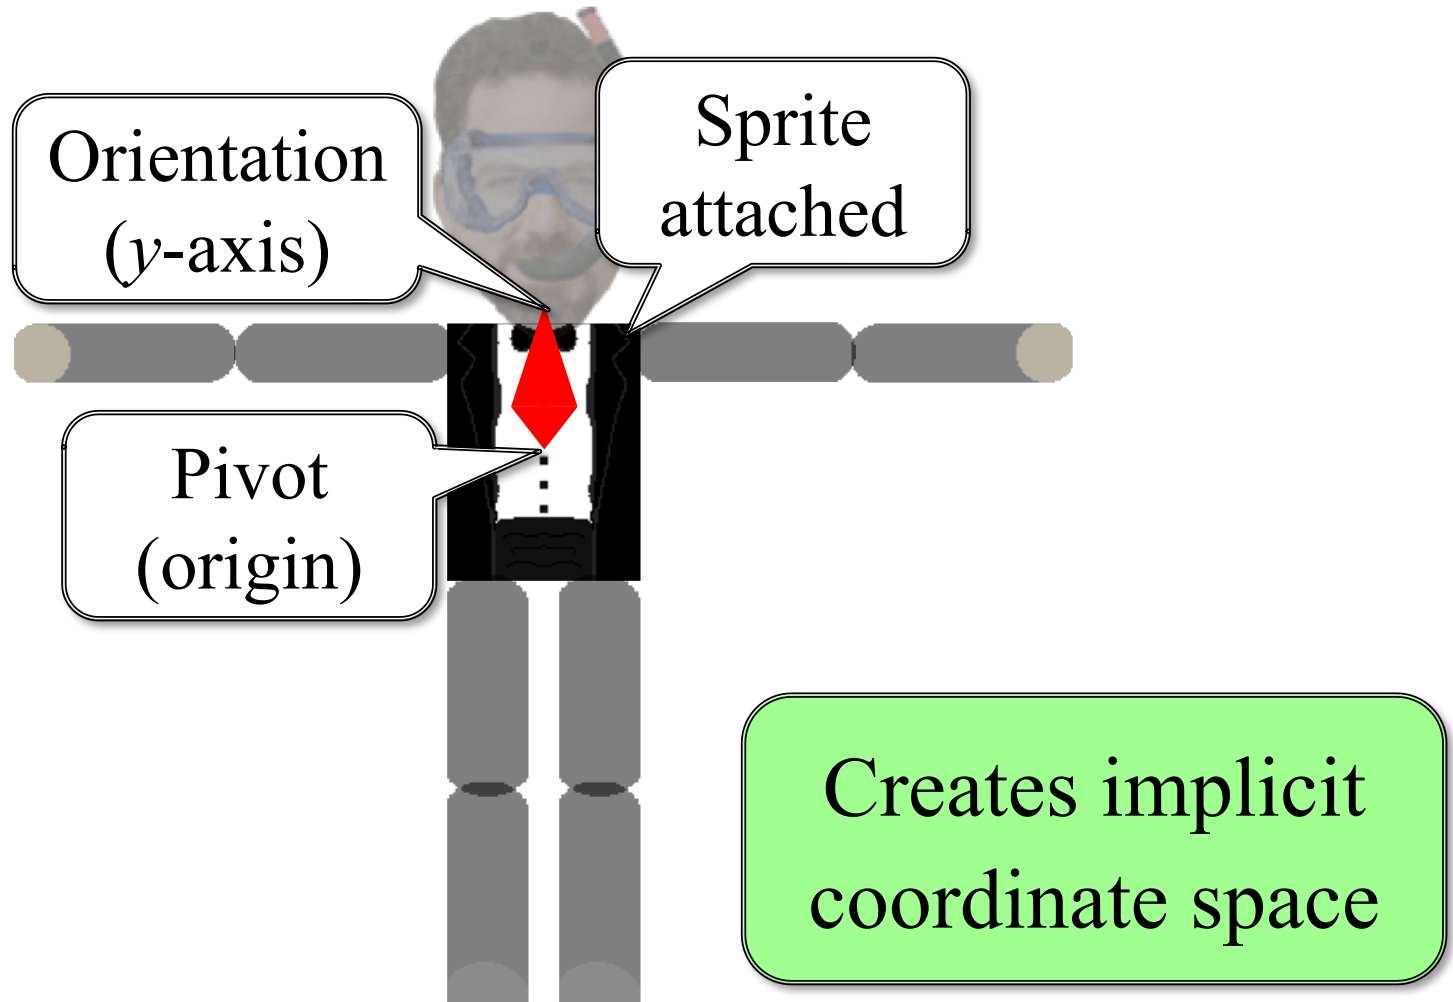 Orientation
(y-axis)
Sprite
attached
Pivot
(origin)
Creates implicit
coordinate space